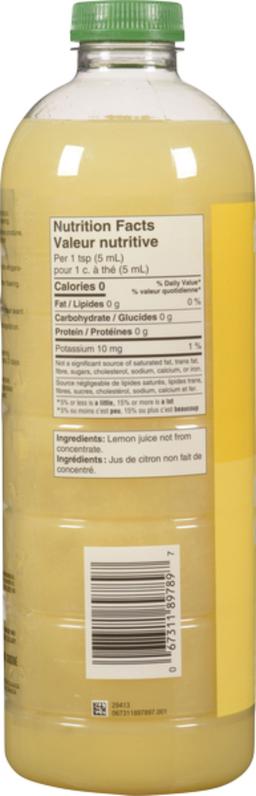 Nutrition Facts
Valeur nutritive
Per 1 tsp (5 mL)
pour 1 c. à thé (5 mL)
Calories 0
% Daily Value*
% valeur quotidienne*
Fat / Lipides 0 g 0 %
Carbohydrate / Glucides 0 g
Protein / Protéines 0 g
Potassium 10 mg 1 %
Not a significant source of saturated fat, trans fat,
fibre, sugars, cholesterol, sodium, calcium, or iron.
Source négligeable de lipides saturés, lipides trans,
fibres, sucres, cholestérol, sodium, calcium et fer.
*5% or less is a little, 15% or more is a lot
*5% ou moins c'est peu, 15% ou plus c'est beaucoup
Ingredients: Lemon juice not from
concentrate.
Ingrédients: Jus de citron non fait de
concentré.
0 67311 89789 7
29413
067311897897.001